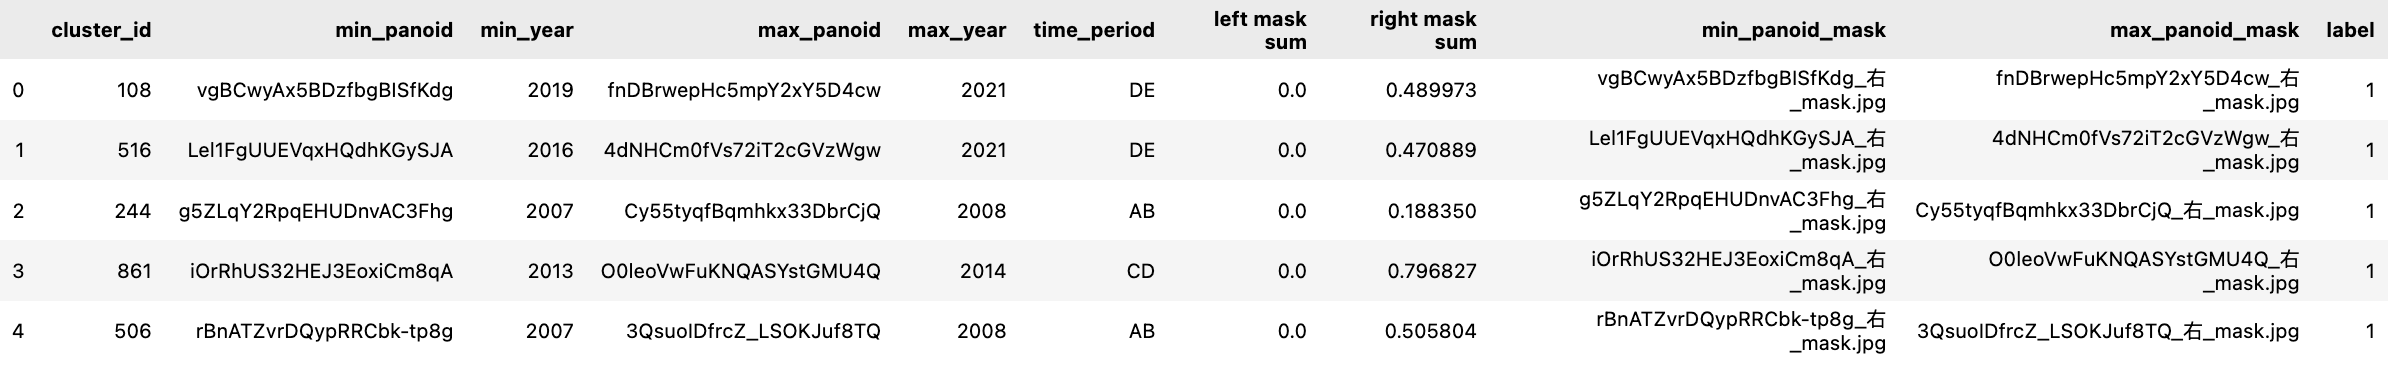 cluster_id min_panoid min_year max_panoid max_year time_period left mask sum right mask sum min_panoid_mask max_panoid_mask label
0 108 vgBCwyAx5BDzfbgBISfKdg 2019 fnDBrwepHc5mpY2xY5D4cw 2021 DE 0.0 0.489973 vgBCwyAx5BDzfbgBISfKdg_右_mask.jpg fnDBrwepHc5mpY2xY5D4cw_右_mask.jpg 1
1 516 Lel1FgUUEVqxHQdhKGySJA 2016 4dNHCm0fVs72iT2cGVzWgw 2021 DE 0.0 0.470889 Lel1FgUUEVqxHQdhKGySJA_右_mask.jpg 4dNHCm0fVs72iT2cGVzWgw_右_mask.jpg 1
2 244 g5ZLqY2RpqEHUDnvAC3Fhg 2007 Cy55tyqfBqmhkx33DbrCjQ 2008 AB 0.0 0.188350 g5ZLqY2RpqEHUDnvAC3Fhg_右_mask.jpg Cy55tyqfBqmhkx33DbrCjQ_右_mask.jpg 1
3 861 iOrRhUS32HEJ3EoxiCm8qA 2013 O0leoVwFuKNQASYstGMU4Q 2014 CD 0.0 0.796827 iOrRhUS32HEJ3EoxiCm8qA_右_mask.jpg O0leoVwFuKNQASYstGMU4Q_右_mask.jpg 1
4 506 rBnATZvrDQypRRCbk-tp8g 2007 3QsuoIDfrcZ_LSOKJuf8TQ 2008 AB 0.0 0.505804 rBnATZvrDQypRRCbk-tp8g_右_mask.jpg 3QsuoIDfrcZ_LSOKJuf8TQ_右_mask.jpg 1